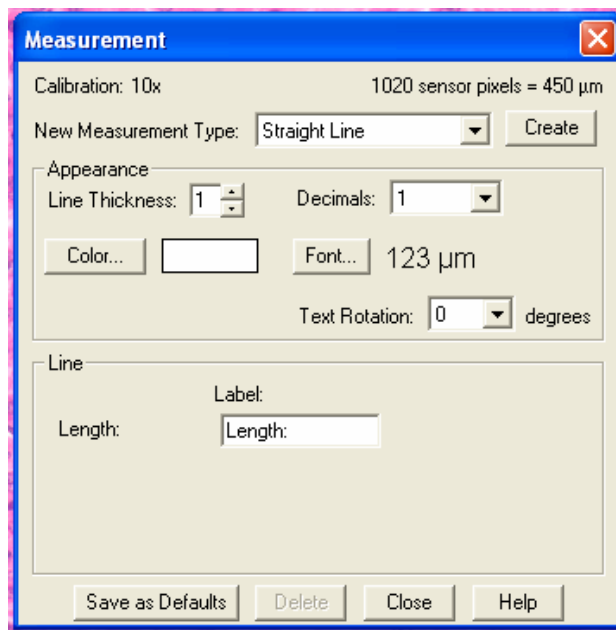 Measurement
Calibration: 10x 1020 sensor pixels = 450 µm
New Measurement Type: Straight Line Create
Appearance
Line Thickness: 1 Decimals: 1
Color... Font... 123 µm
Text Rotation: 0 degrees
Line
Label:
Length: Length:
Save as Defaults Delete Close Help